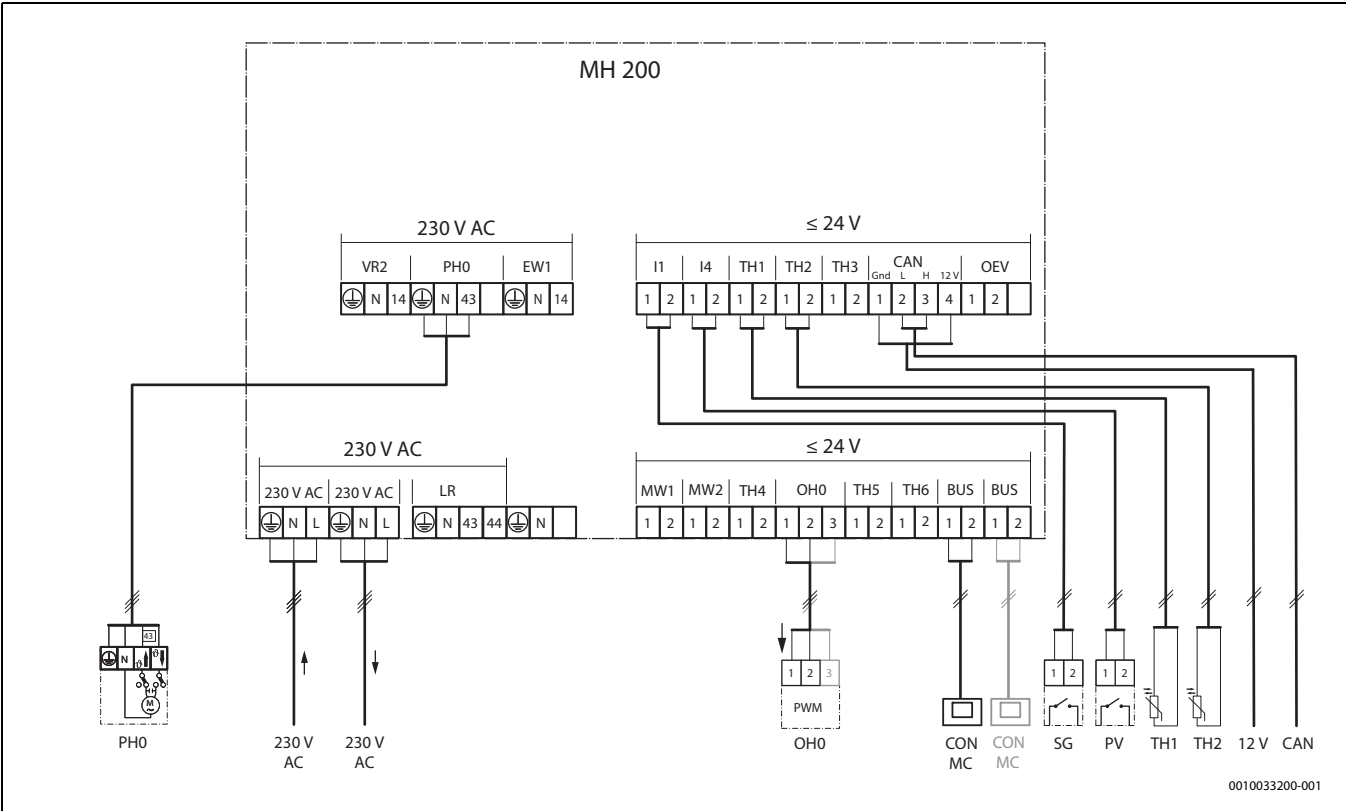 MH 200
230 V AC
≤ 24 V
VR2 PH0 EW1
I1 I4 TH1 TH2 TH3 CAN OEV
Gnd L H 12 V
N 14 N 43 N 14
1 2 1 2 1 2 1 2 1 2 1 2 3 4 1 2
230 V AC
≤ 24 V
230 V AC 230 V AC LR
MW1 MW2 TH4 OH0 TH5 TH6 BUS BUS
N L N L N 43 44 N
1 2 1 2 1 2 1 2 3 1 2 1 2 1 2 1 2
43
N ϑ ϑ
M
~
1 2 3
PWM
1 2
1 2
PH0
230 V
AC
230 V
AC
OH0
CON
MC
CON
MC
SG
PV
TH1
TH2
12 V
CAN
0010033200-001